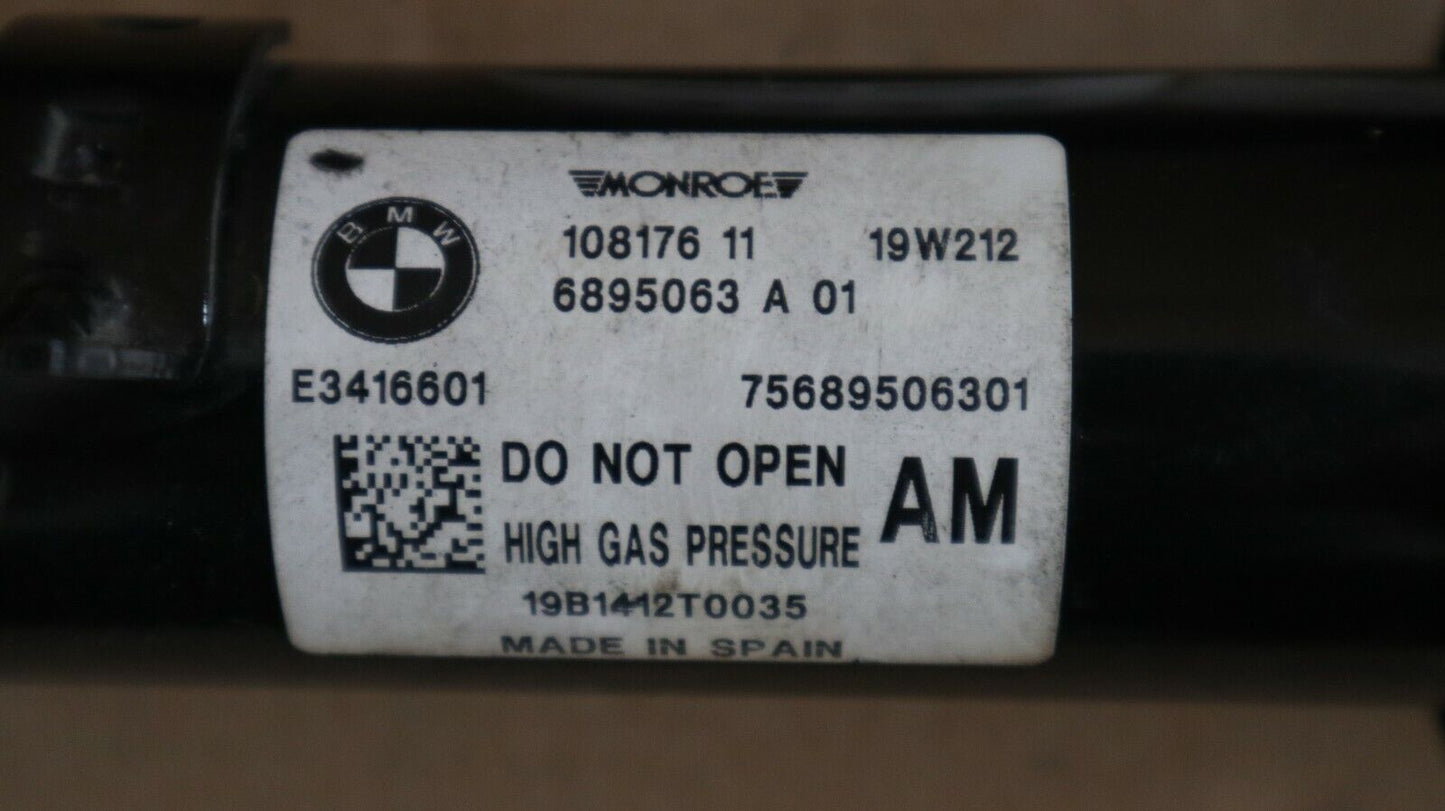 MONROE
BMW
108176 11 19W212
6895063 A 01
E3416601 75689506301
DO NOT OPEN
HIGH GAS PRESSURE
AM
19B1412T0035
MADE IN SPAIN